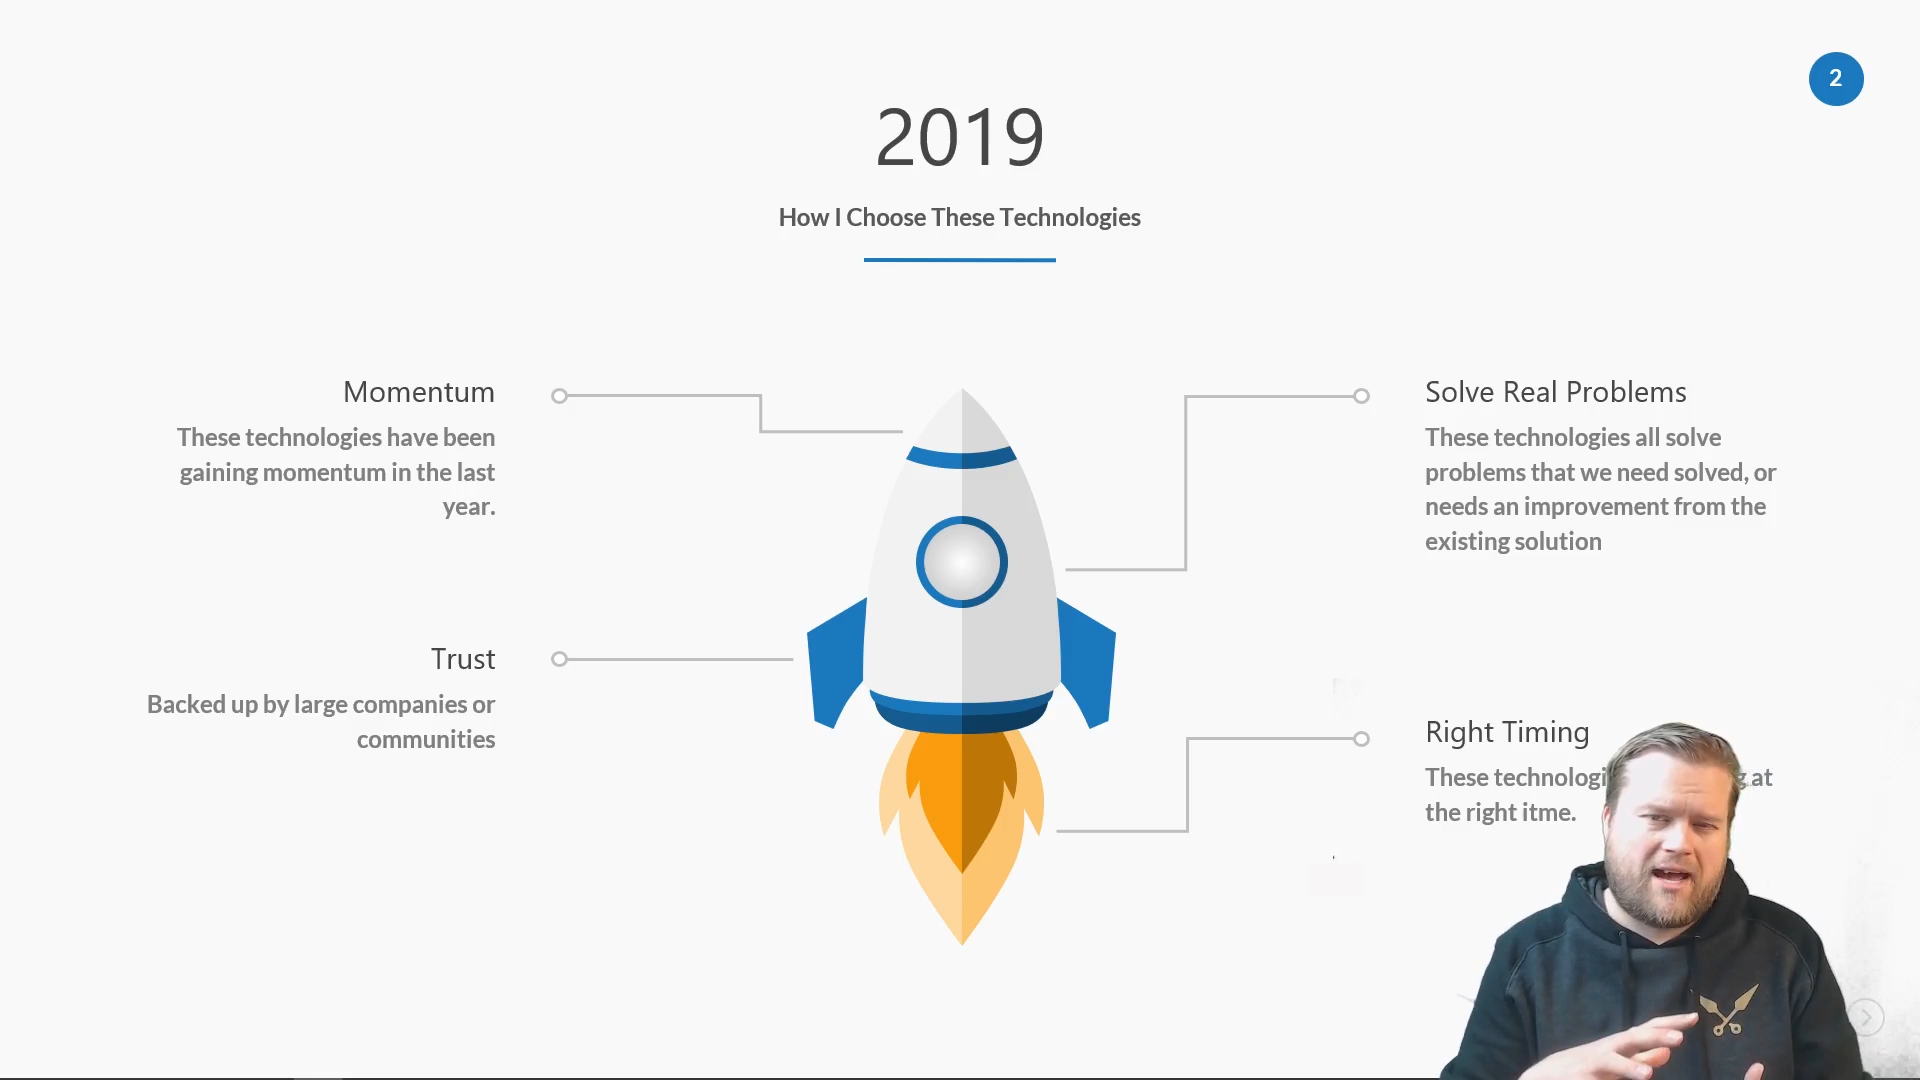 2
2019
How I Choose These Technologies
Momentum
These technologies have been
gaining momentum in the last
year.
Trust
Backed up by large companies or
communities
Solve Real Problems
These technologies all solve
problems that we need solved, or
needs an improvement from the
existing solution
Right Timing
These at
the right itme.